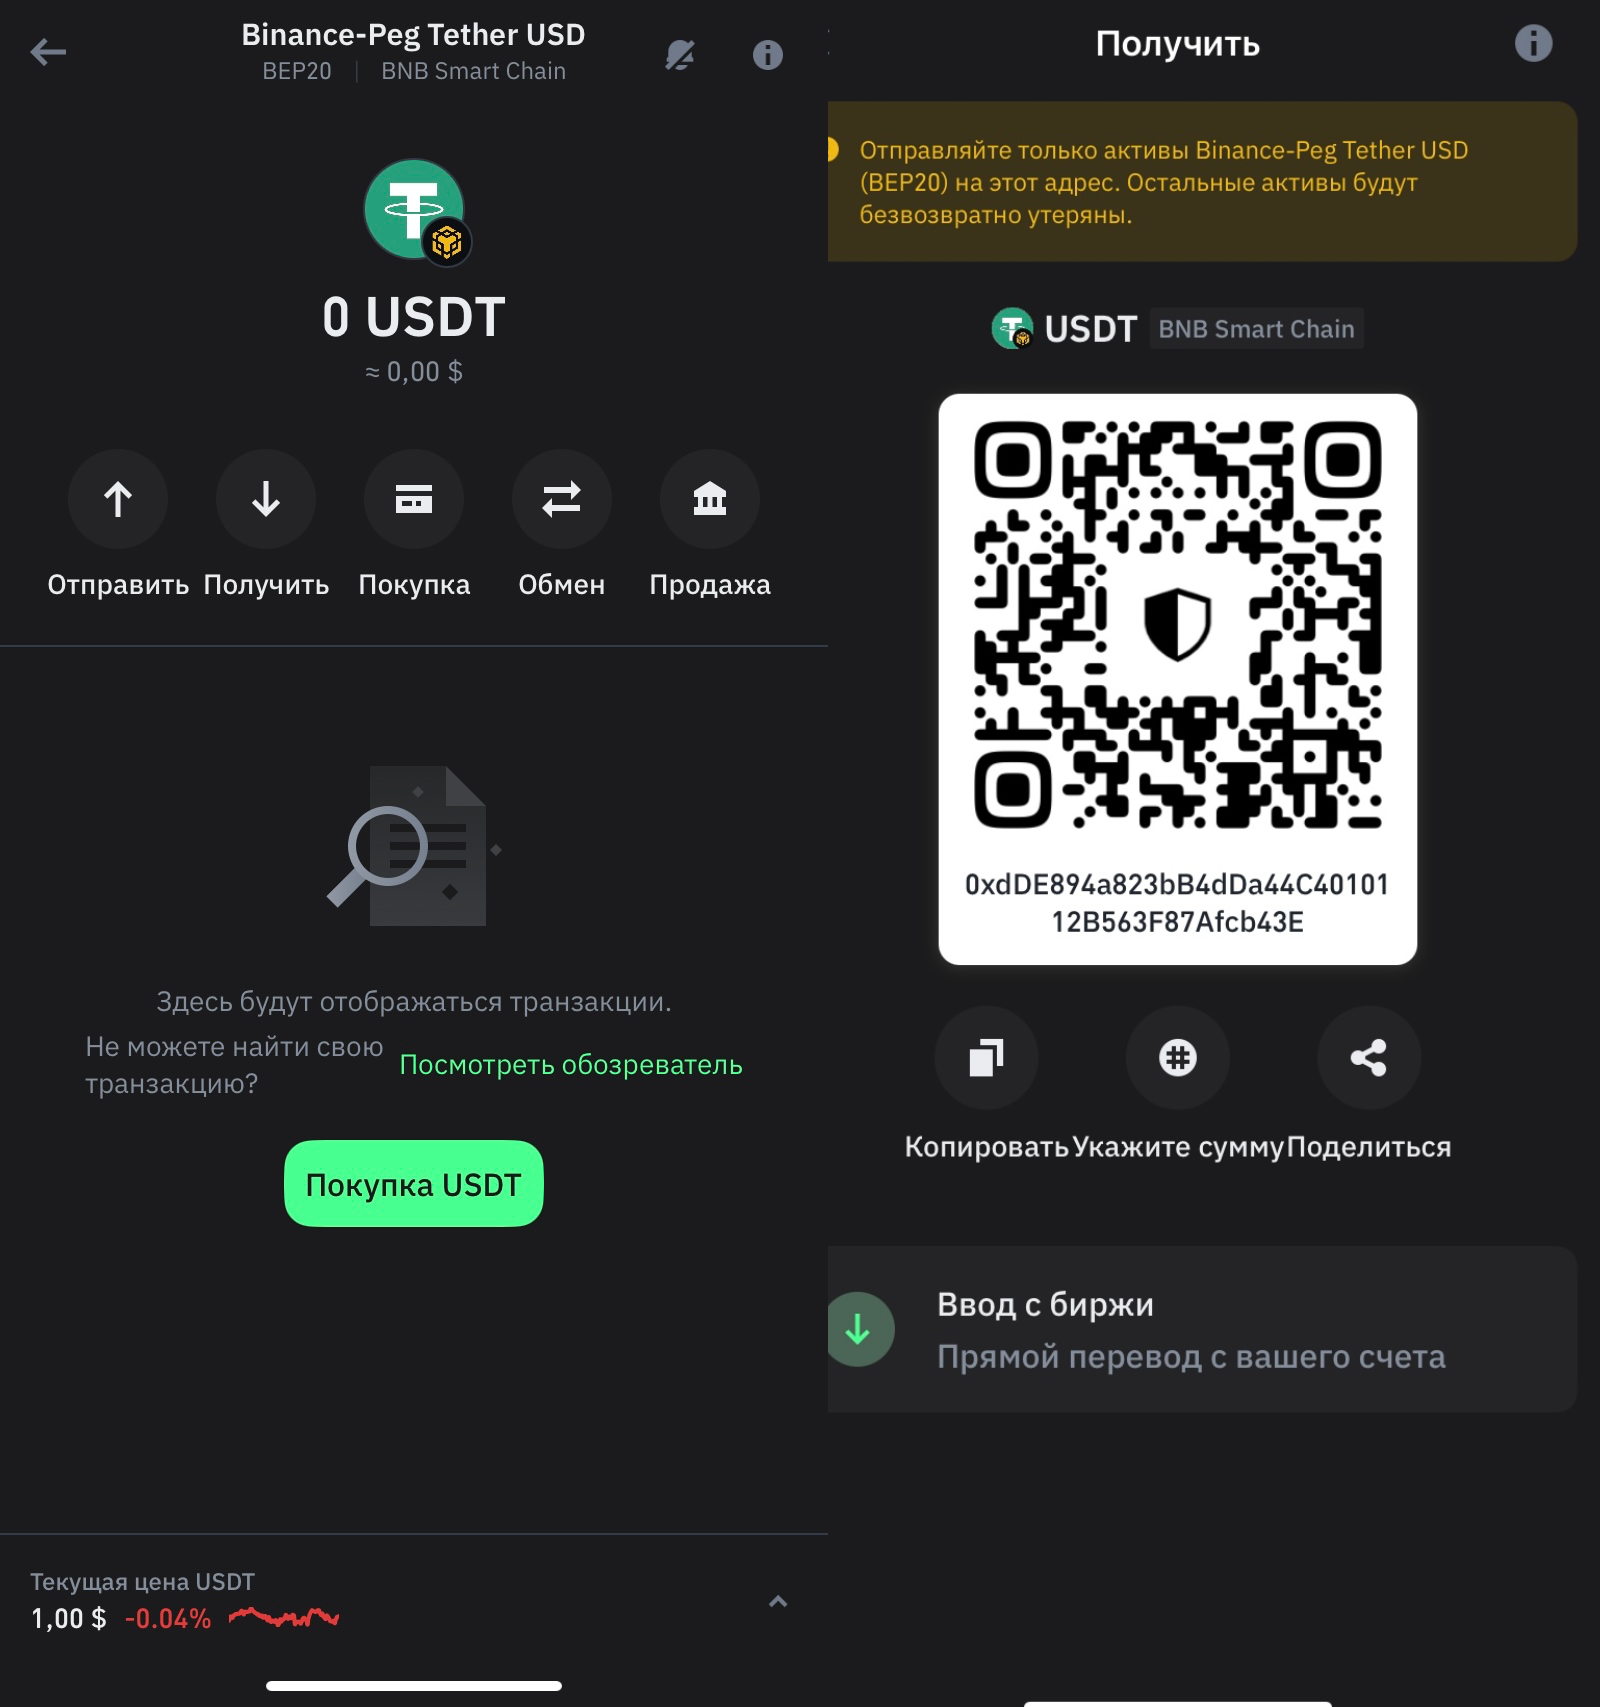 Binance-Peg Tether USD
BEP20 | BNB Smart Chain
0 USDT
≈ 0,00 $
Отправить Получить Покупка Обмен Продажа
Здесь будут отображаться транзакции.
Не можете найти свою
транзакцию?
Посмотреть обозреватель
Покупка USDT
Текущая цена USDT
1,00 $ -0.04%
Получить
Отправляйте только активы Binance-Peg Tether USD
(BEP20) на этот адрес. Остальные активы будут
безвозвратно утеряны.
USDT BNB Smart Chain
0xdDE894a823bB4dDa44C40101
12B563F87Afcb43E
Копировать Укажите сумму Поделиться
Ввод с биржи
Прямой перевод с вашего счета